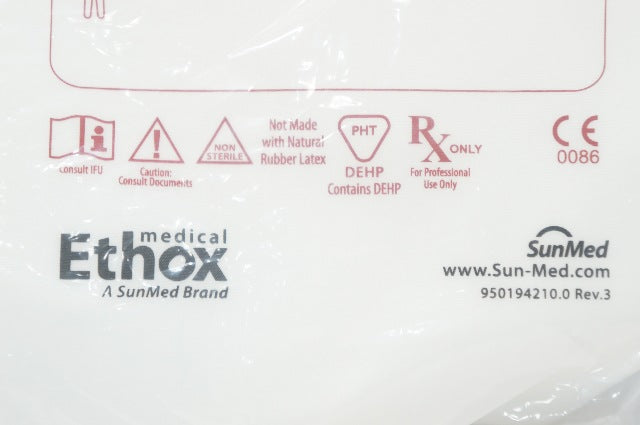 Consult IFU
Caution:
Consult Documents
NON
STERILE
Not Made
with Natural
Rubber Latex
PHT
DEHP
Contains DEHP
Rx ONLY
For Professional
Use Only
CE
0086
medical
Ethox
A SunMed Brand
SunMed
www.Sun-Med.com
950194210.0 Rev.3